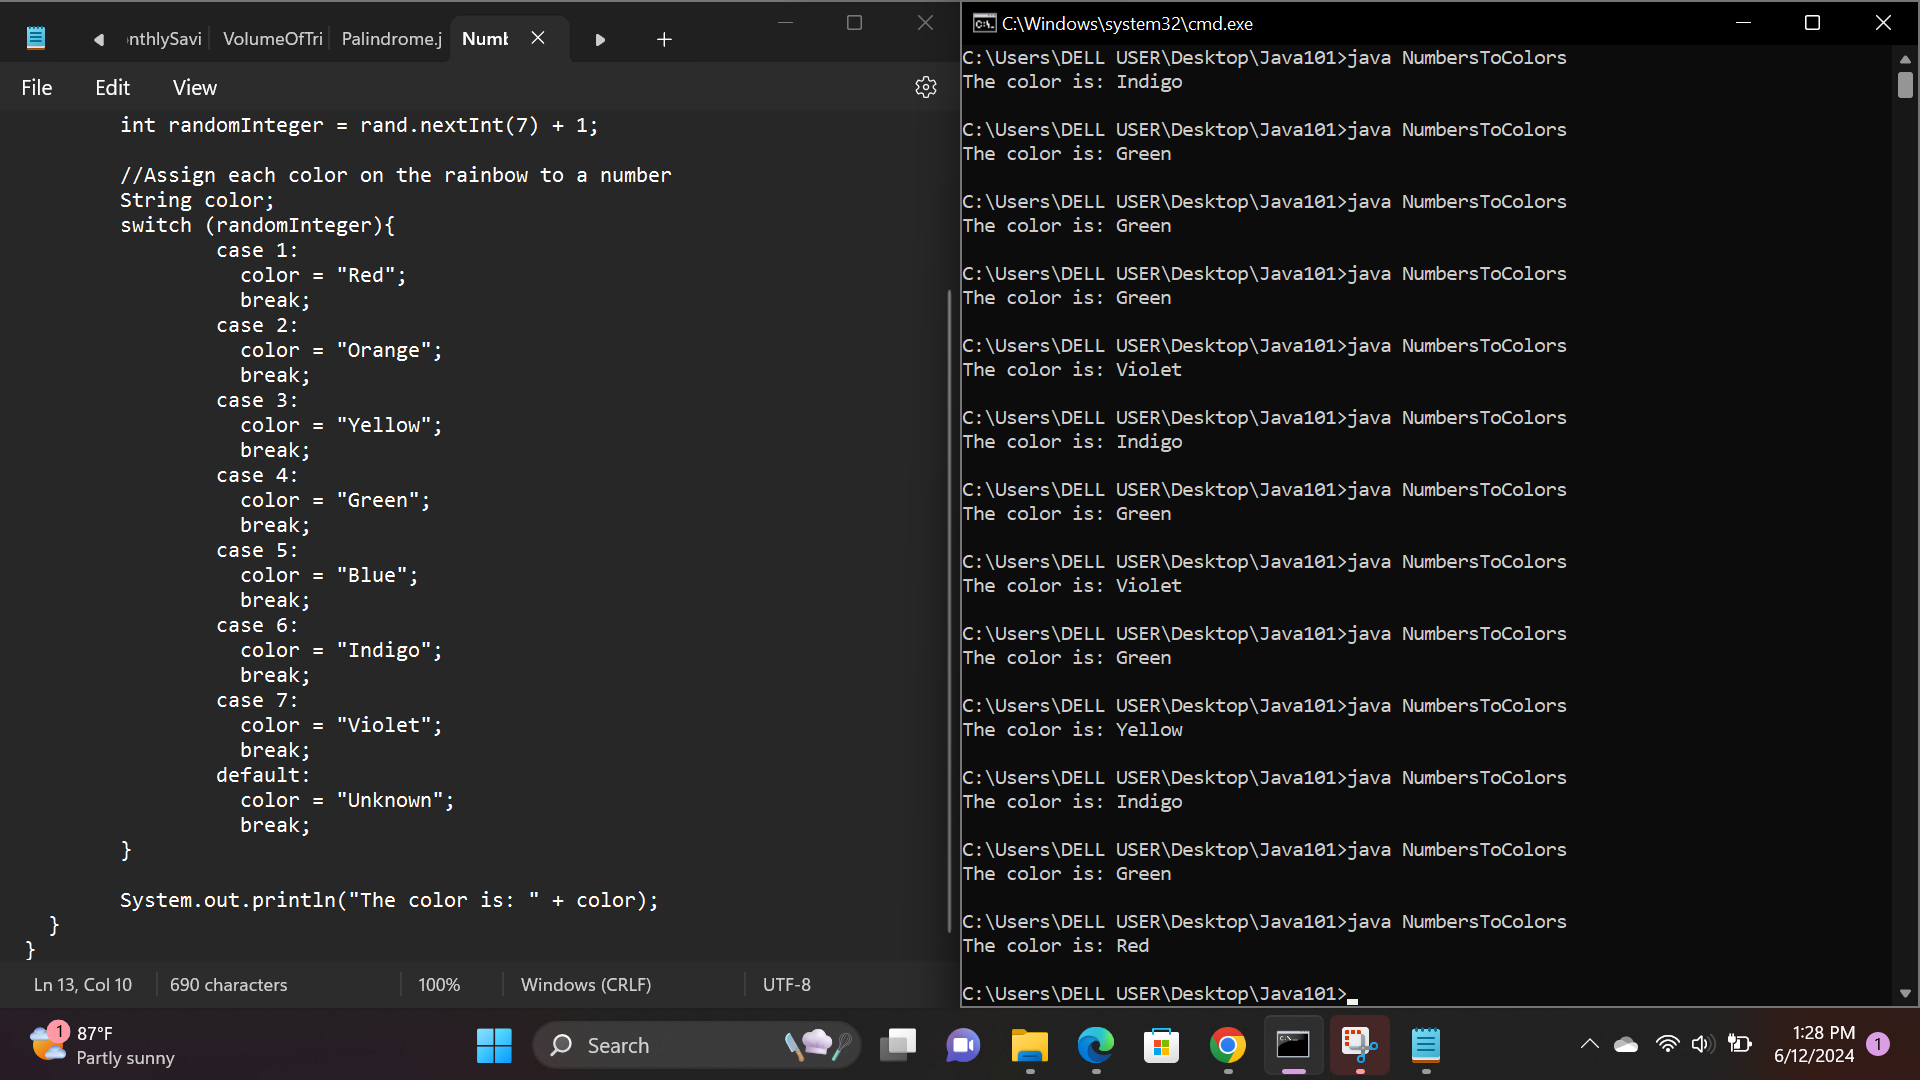 nthlySavi VolumeOfTri Palindrome.j Numb
File Edit View
int randomInteger = rand.nextInt(7) + 1;
//Assign each color on the rainbow to a number
String color;
switch (randomInteger){
case 1:
color = "Red";
break;
case 2:
color = "Orange";
break;
case 3:
color = "Yellow";
break;
case 4:
color = "Green";
break;
case 5:
color = "Blue";
break;
case 6:
color = "Indigo";
break;
case 7:
color = "Violet";
break;
default:
color = "Unknown";
break;
}
System.out.println("The color is: " + color);
}
}
Ln 13, Col 10 690 characters 100% Windows (CRLF) UTF-8
C:\Windows\system32\cmd.exe
C:\Users\DELL USER\Desktop\Java101>java NumbersToColors
The color is: Indigo
C:\Users\DELL USER\Desktop\Java101>java NumbersToColors
The color is: Green
C:\Users\DELL USER\Desktop\Java101>java NumbersToColors
The color is: Green
C:\Users\DELL USER\Desktop\Java101>java NumbersToColors
The color is: Green
C:\Users\DELL USER\Desktop\Java101>java NumbersToColors
The color is: Violet
C:\Users\DELL USER\Desktop\Java101>java NumbersToColors
The color is: Indigo
C:\Users\DELL USER\Desktop\Java101>java NumbersToColors
The color is: Green
C:\Users\DELL USER\Desktop\Java101>java NumbersToColors
The color is: Violet
C:\Users\DELL USER\Desktop\Java101>java NumbersToColors
The color is: Green
C:\Users\DELL USER\Desktop\Java101>java NumbersToColors
The color is: Yellow
C:\Users\DELL USER\Desktop\Java101>java NumbersToColors
The color is: Indigo
C:\Users\DELL USER\Desktop\Java101>java NumbersToColors
The color is: Green
C:\Users\DELL USER\Desktop\Java101>java NumbersToColors
The color is: Red
C:\Users\DELL USER\Desktop\Java101>
1 87°F
Partly sunny
Search
1:28 PM
6/12/2024 1